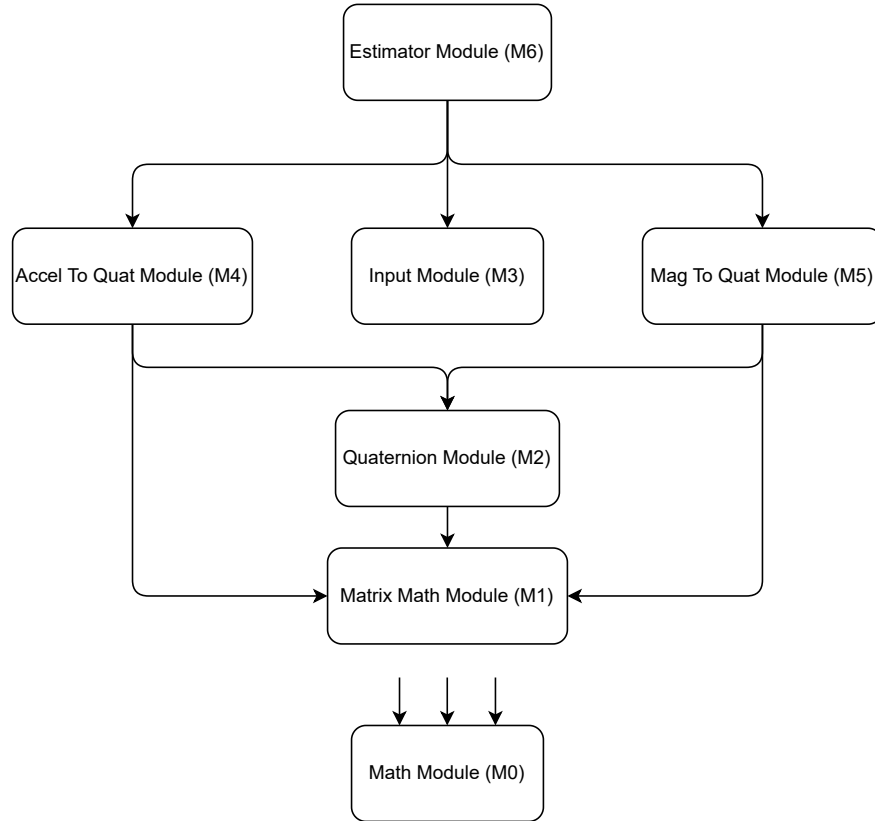 Estimator Module (M6)
Accel To Quat Module (M4)
Input Module (M3)
Mag To Quat Module (M5)
Quaternion Module (M2)
Matrix Math Module (M1)
Math Module (M0)